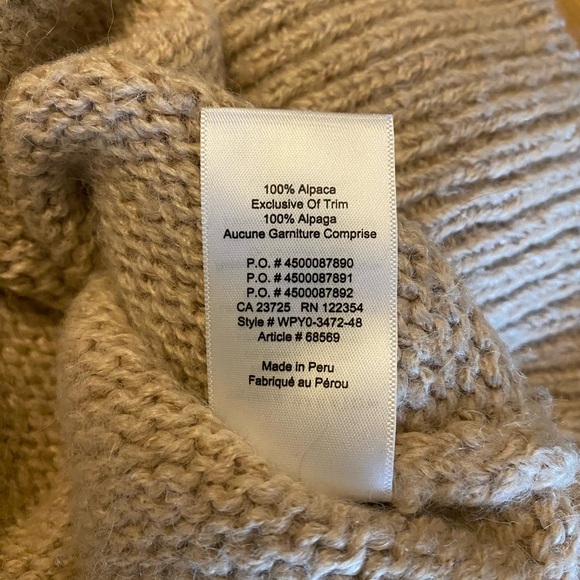 100% Alpaca
Exclusive Of Trim
100% Alpaga
Aucune Garniture Comprise
P.O. # 4500087890
P.O. # 4500087891
P.O. # 4500087892
CA 23725 RN 122354
Style # WPY0-3472-48
Article # 68569
Made in Peru
Fabriqué au Pérou